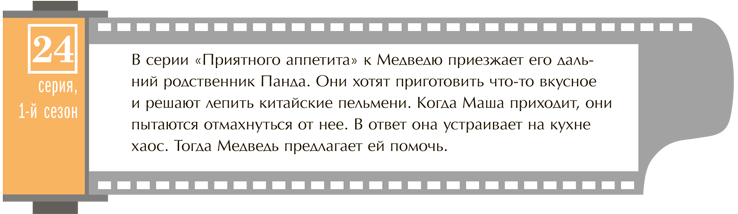 24
серия,
1-й сезон
В серии «Приятного аппетита» к Медведю приезжает его даль-
ний родственник Панда. Они хотят приготовить что-то вкусное
и решают лепить китайские пельмени. Когда Маша приходит, они
пытаются отмахнуться от нее. В ответ она устраивает на кухне
хаос. Тогда Медведь предлагает ей помочь.